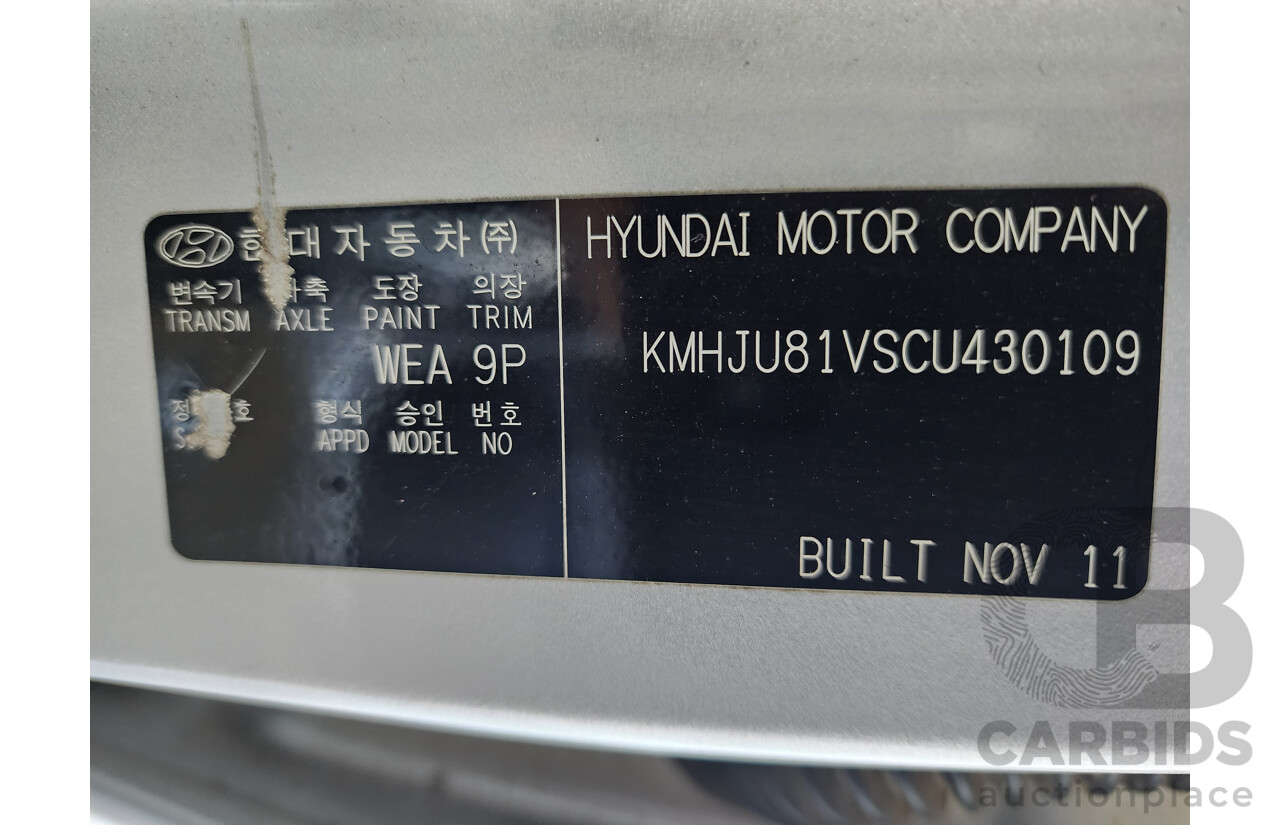 현대자동차 (주)
변속기 차축 도장 의장
TRANSM AXLE PAINT TRIM
WEA 9P
형식 승인 번호
APPD MODEL NO
HYUNDAI MOTOR COMPANY
KMHJU81VSCU430109
BUILT NOV 11
CB
CARBIDS
auctionplace